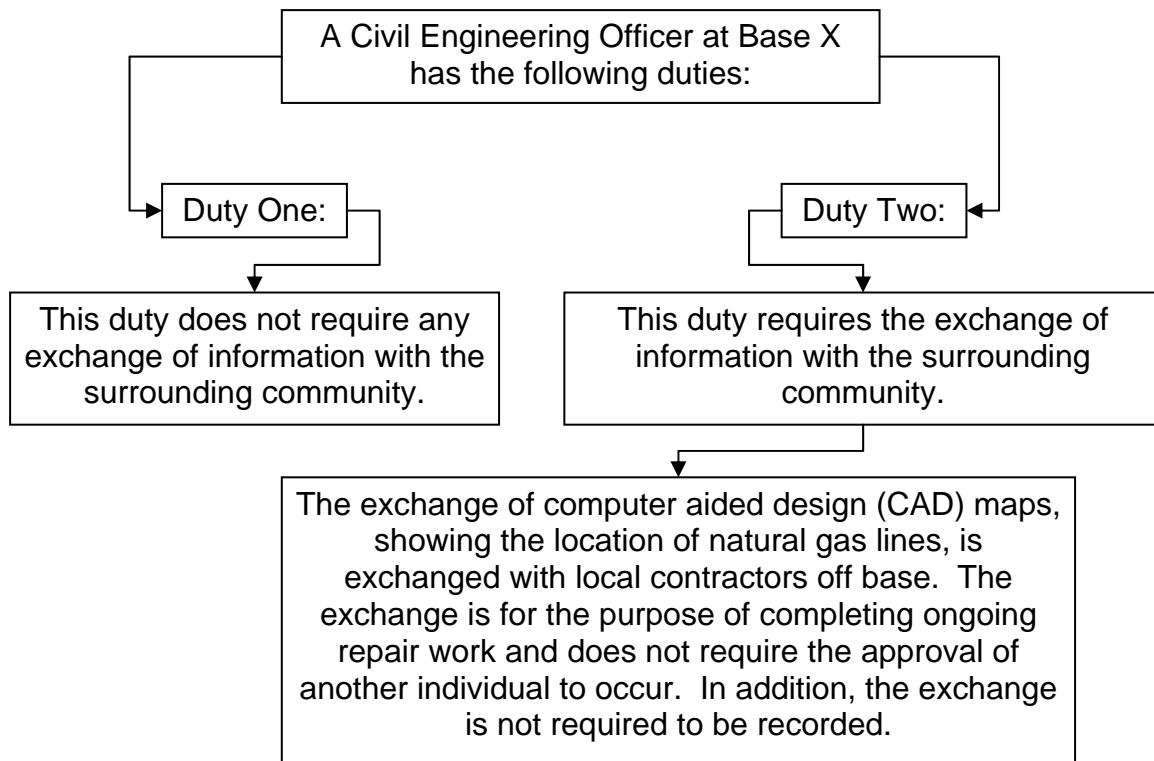 A Civil Engineering Officer at Base X
has the following duties:
Duty One:
Duty Two:
This duty does not require any
exchange of information with the
surrounding community.
This duty requires the exchange of
information with the surrounding
community.
The exchange of computer aided design (CAD) maps,
showing the location of natural gas lines, is
exchanged with local contractors off base.  The
exchange is for the purpose of completing ongoing
repair work and does not require the approval of
another individual to occur.  In addition, the exchange
is not required to be recorded.